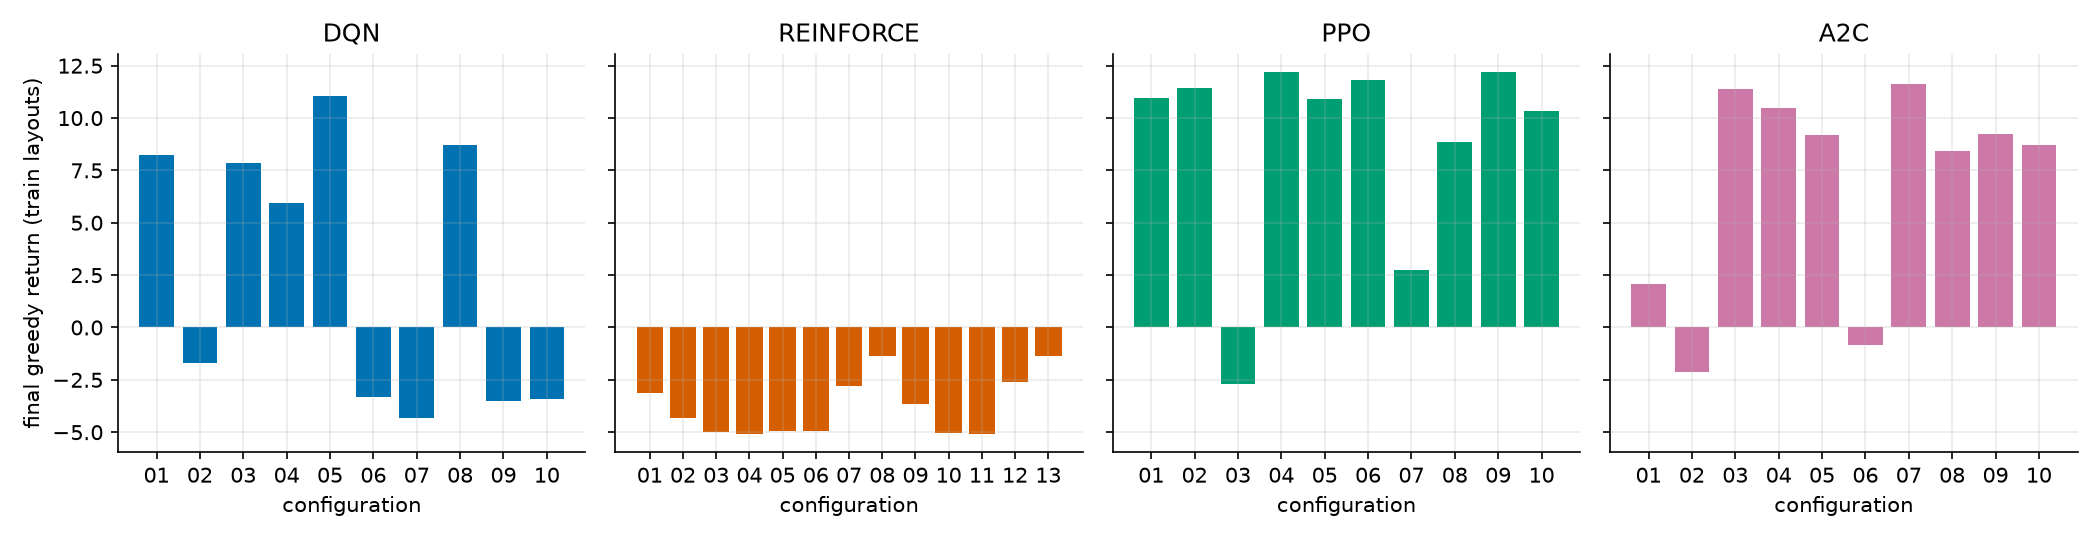 DQN
REINFORCE
PPO
A2C
final greedy return (train layouts)
12.5
10.0
7.5
5.0
2.5
0.0
−2.5
−5.0
01 02 03 04 05 06 07 08 09 10
01 02 03 04 05 06 07 08 09 10 11 12 13
01 02 03 04 05 06 07 08 09 10
01 02 03 04 05 06 07 08 09 10
configuration
configuration
configuration
configuration